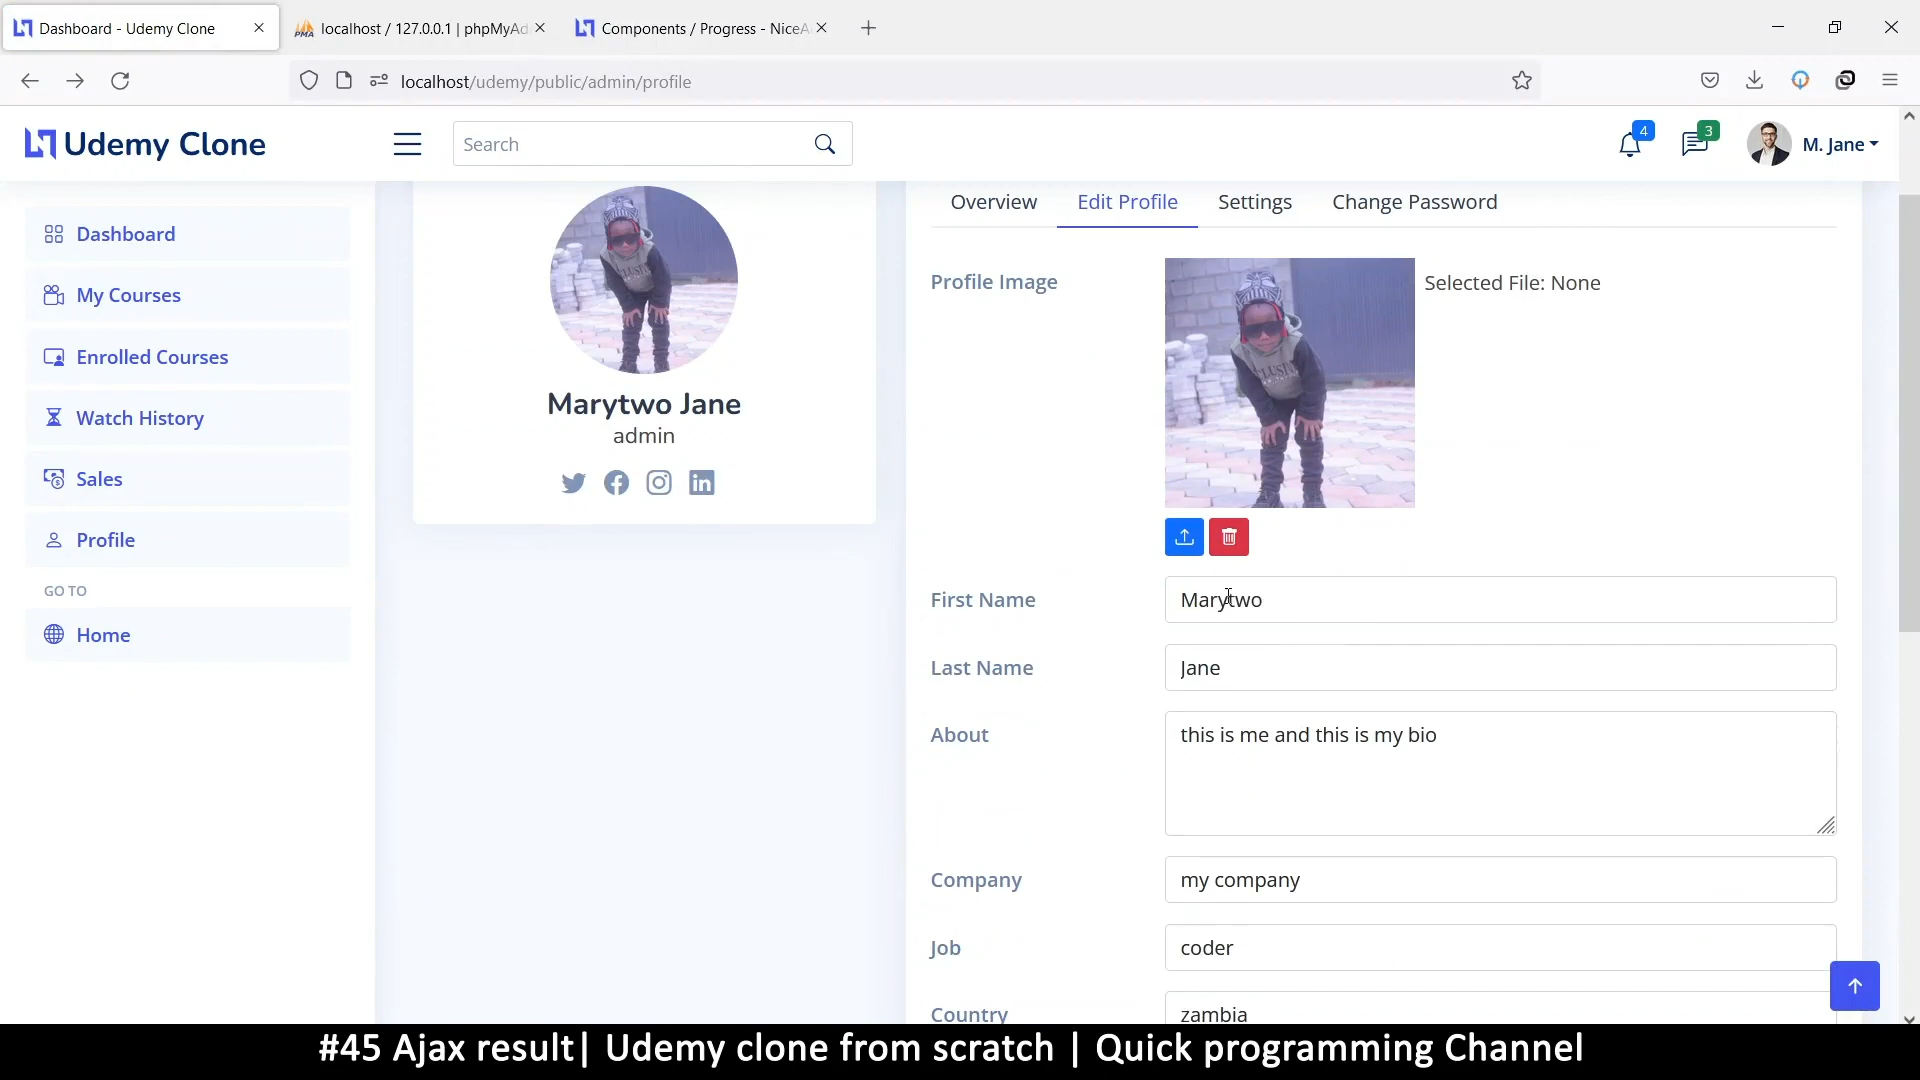 Dashboard - Udemy Clone
localhost / 127.0.0.1 | phpMyAd
Components / Progress - NiceA
localhost/udemy/public/admin/profile
Udemy Clone
Search
4
3
M. Jane
Dashboard
My Courses
Enrolled Courses
Watch History
Sales
Profile
GO TO
Home
Marytwo Jane
admin
Overview
Edit Profile
Settings
Change Password
Profile Image
Selected File: None
First Name
Marytwo
Last Name
Jane
About
this is me and this is my bio
Company
my company
Job
coder
Country
zambia
#45 Ajax result| Udemy clone from scratch | Quick programming Channel